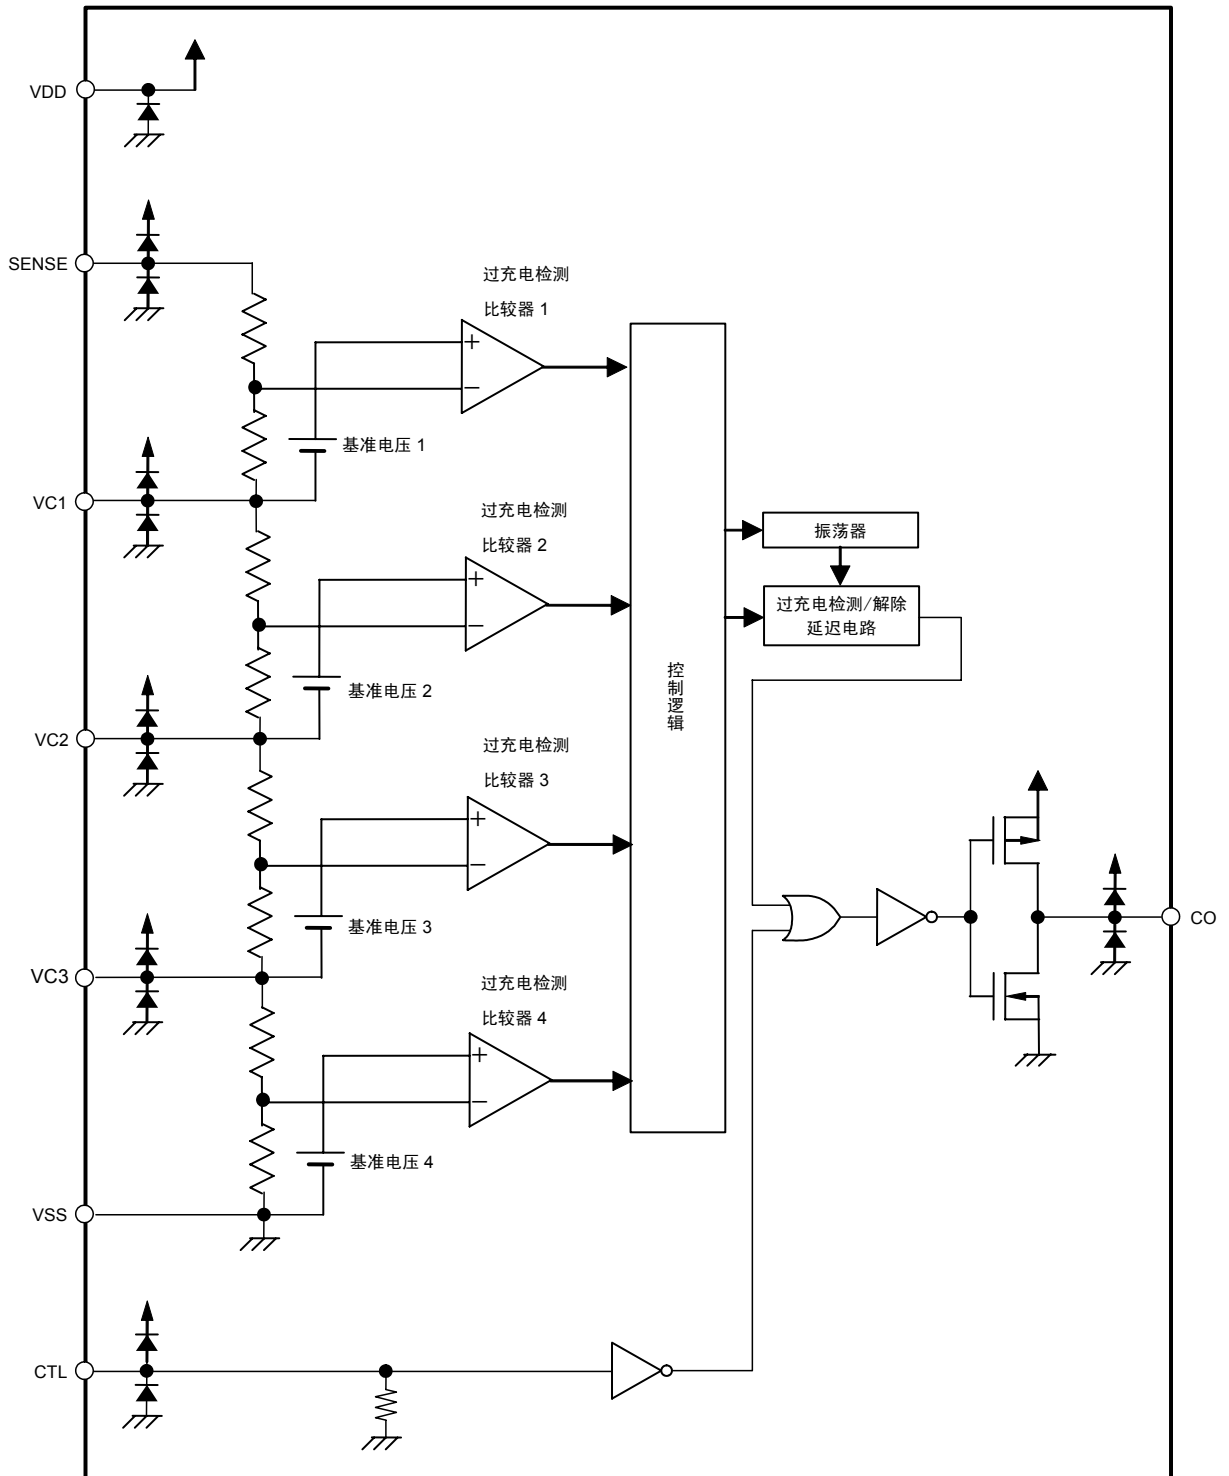 VDD
SENSE
过充电检测
比较器 1
+
−
基准电压 1
VC1
过充电检测
比较器 2
+
−
振荡器
过充电检测/解除
延迟电路
控制逻辑
基准电压 2
VC2
过充电检测
比较器 3
+
−
CO
基准电压 3
VC3
过充电检测
比较器 4
+
−
基准电压 4
VSS
CTL